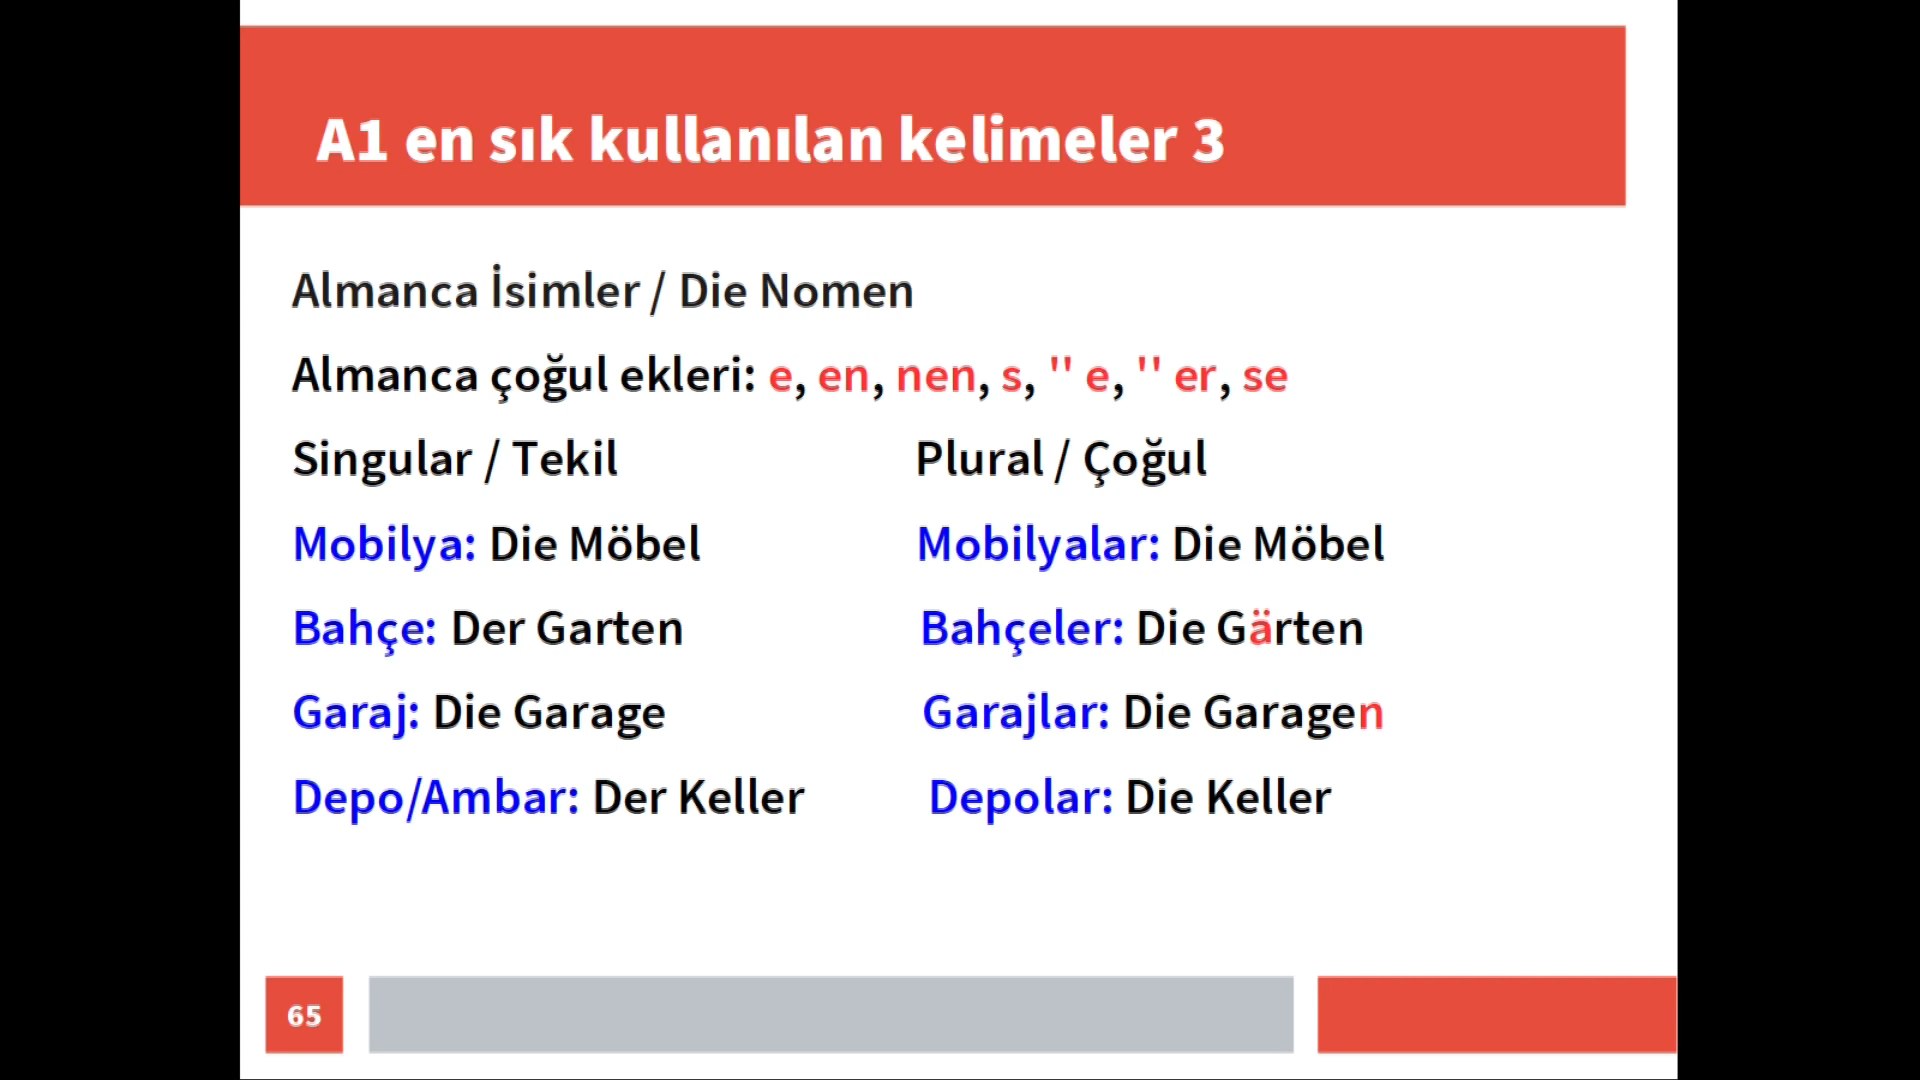 A1 en sık kullanılan kelimeler 3
Almanca İsimler / Die Nomen
Almanca çoğul ekleri: e, en, nen, s, '' e, '' er, se
Singular / Tekil Plural / Çoğul
Mobilya: Die Möbel Mobilyalar: Die Möbel
Bahçe: Der Garten Bahçeler: Die Gärten
Garaj: Die Garage Garajlar: Die Garagen
Depo/Ambar: Der Keller Depolar: Die Keller
65